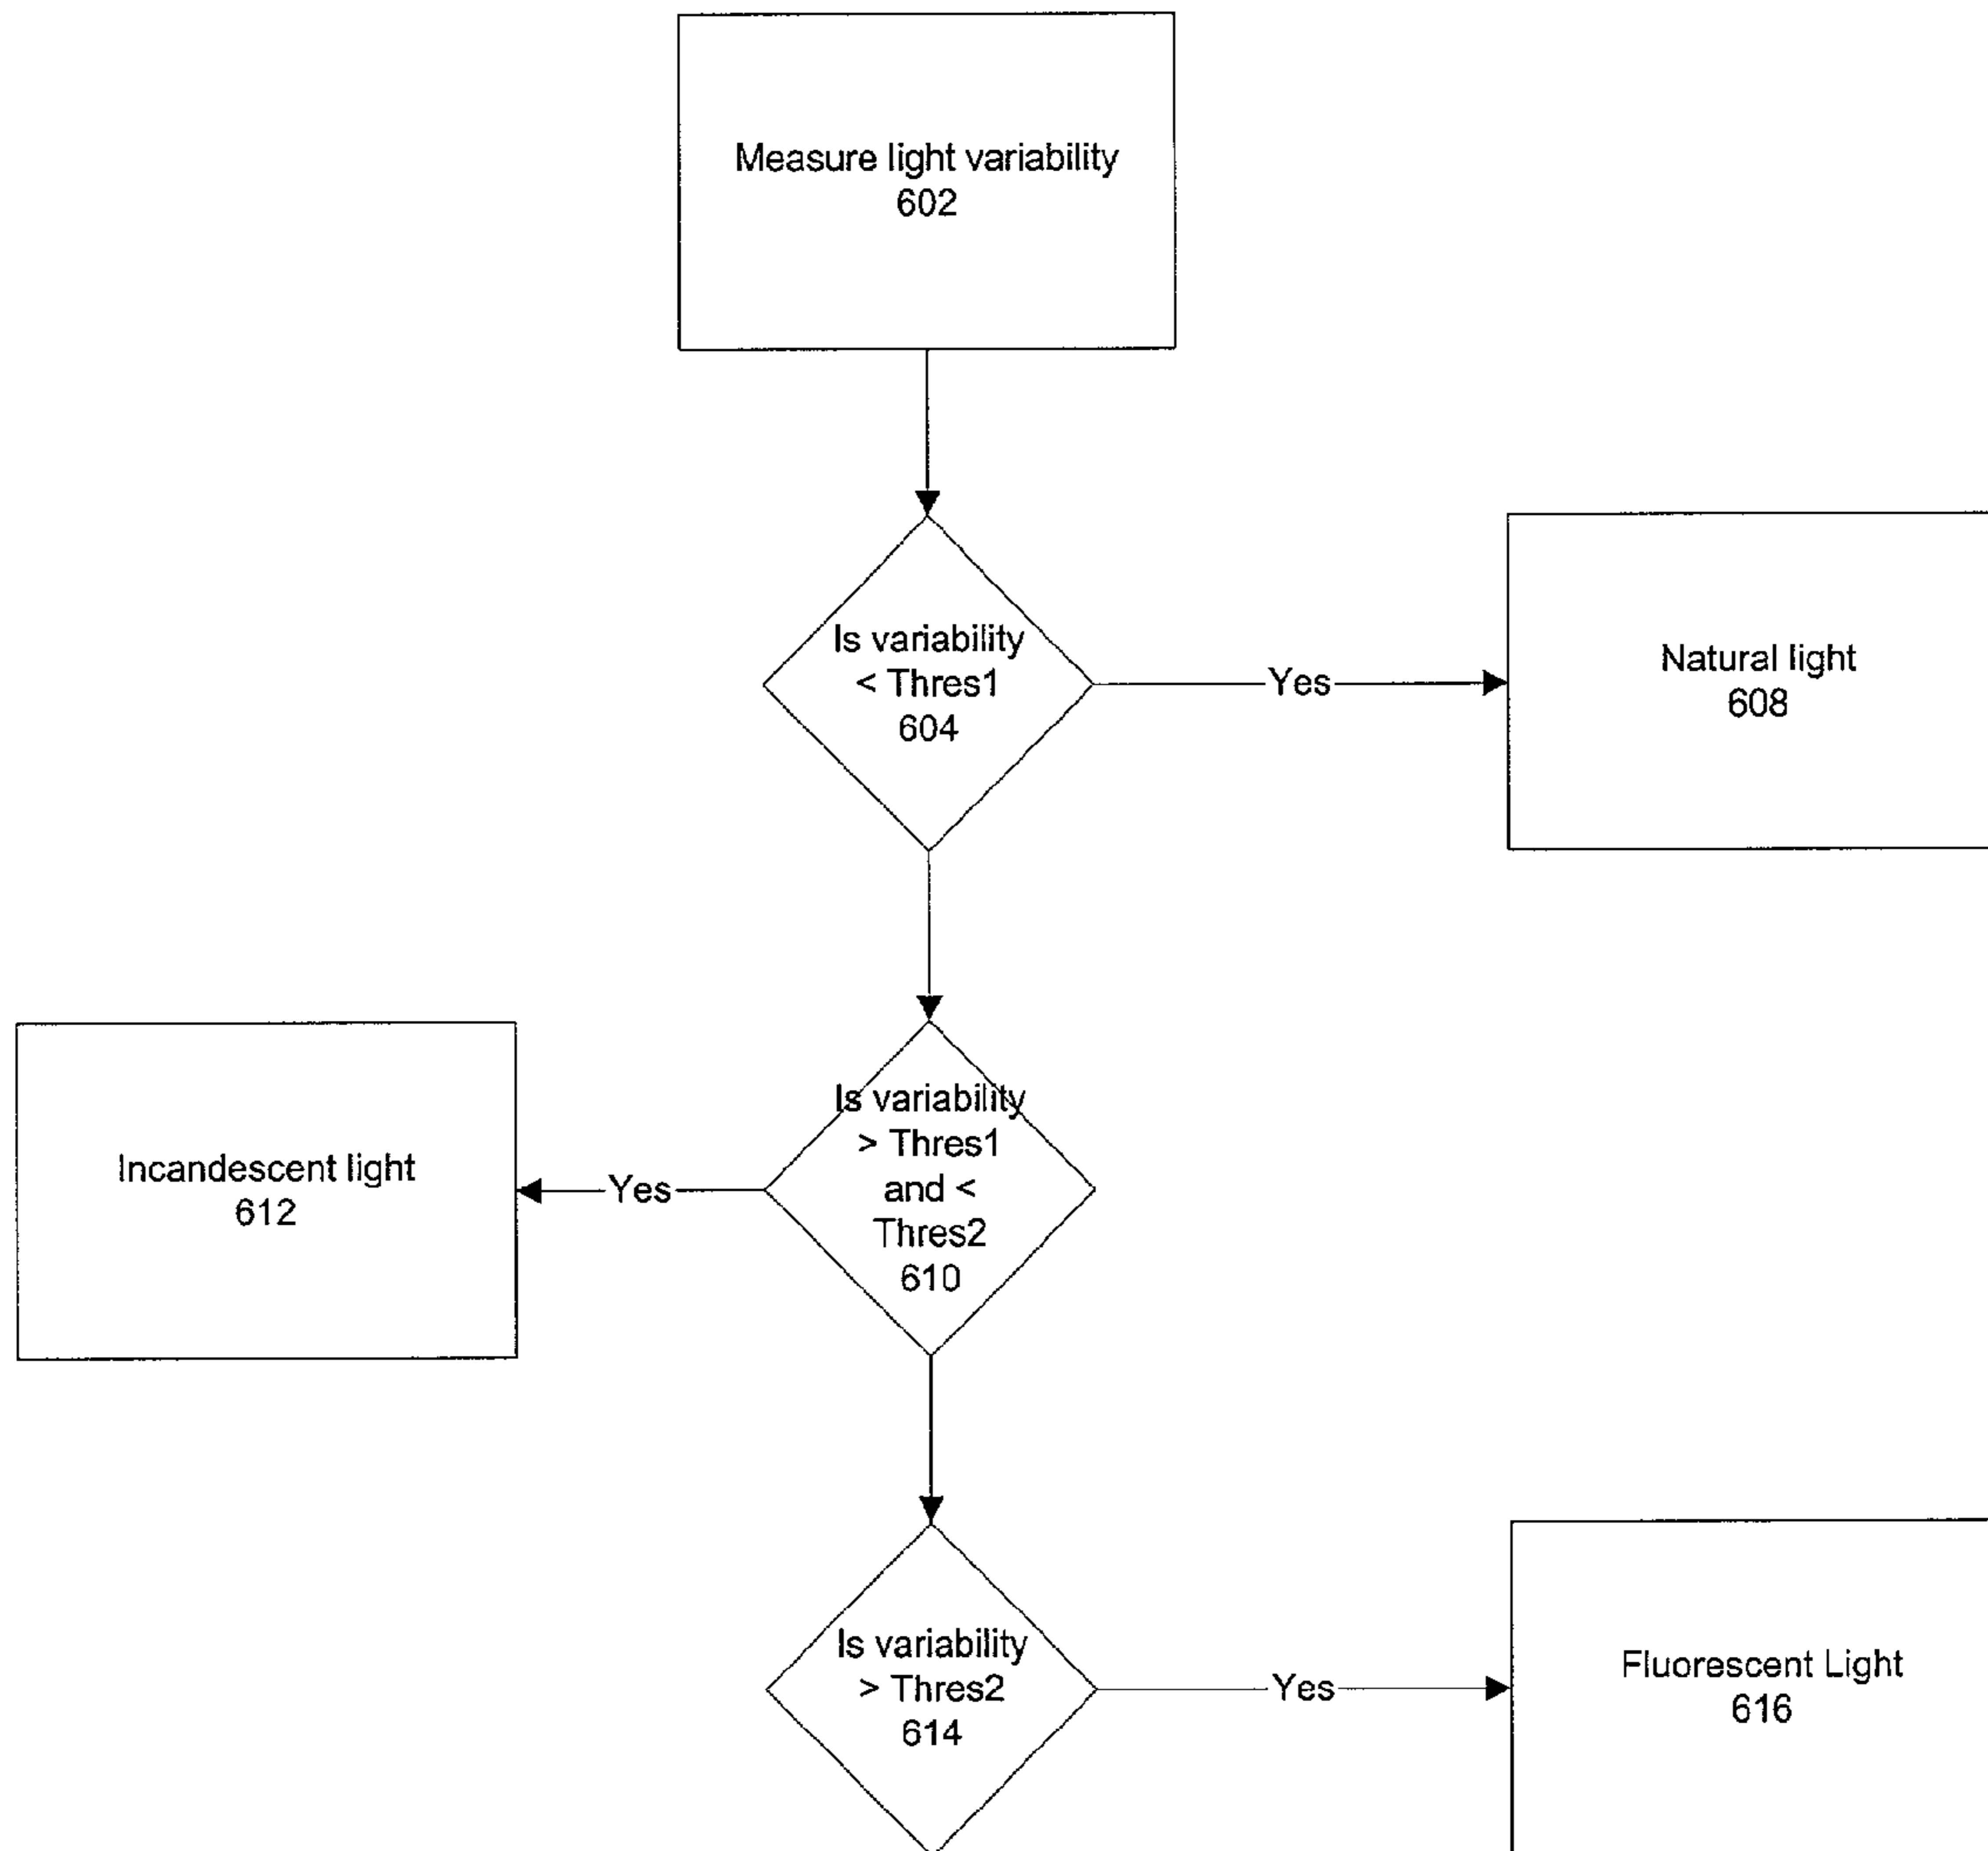 Measure light variability
602
Is variability
< Thres1
604
Yes
Natural light
608
Is variability
> Thres1
and <
Thres2
610
Yes
Incandescent light
612
Is variability
> Thres2
614
Yes
Fluorescent Light
616